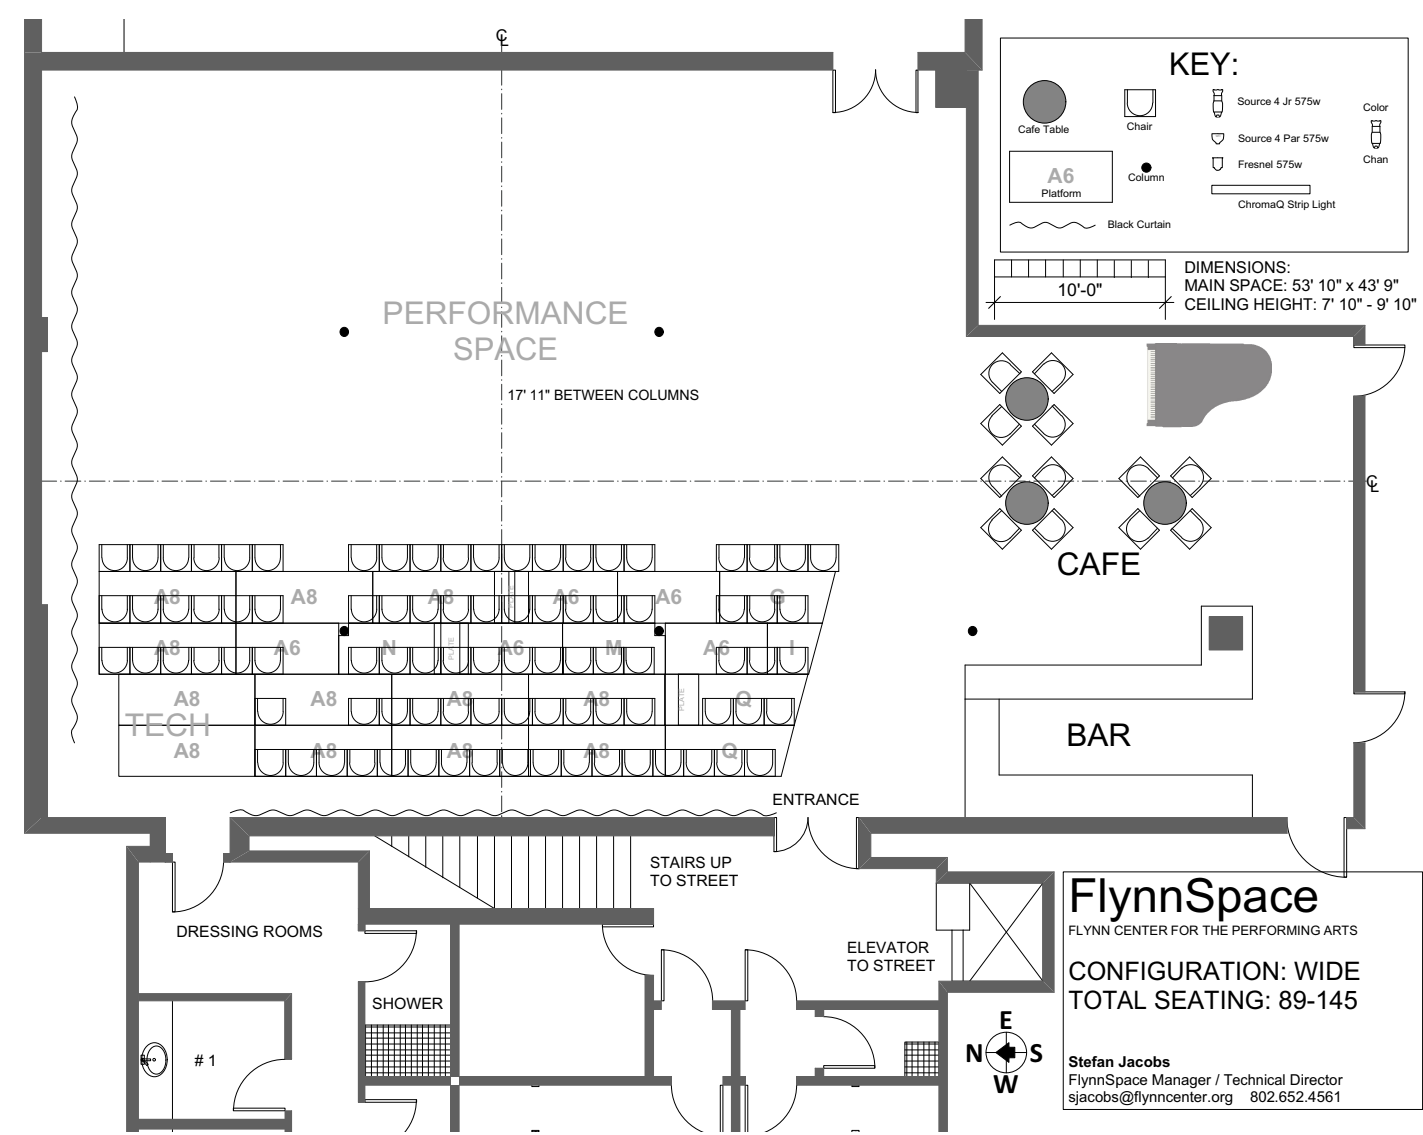 ℄
KEY:
Cafe Table
Chair
Source 4 Jr 575w
Color
Source 4 Par 575w
Chan
A6
Platform
Column
Fresnel 575w
ChromaQ Strip Light
Black Curtain
10'-0"
DIMENSIONS:
MAIN SPACE: 53' 10" x 43' 9"
CEILING HEIGHT: 7' 10" - 9' 10"
PERFORMANCE
SPACE
17' 11" BETWEEN COLUMNS
℄
CAFE
A8 A8 A8 A6 A6 G
A8 A6 N PLATE A6 M A6 I
A8 A8 A8 A8 PLATE Q
TECH
A8 A8 A8 A8 Q
BAR
ENTRANCE
STAIRS UP
TO STREET
DRESSING ROOMS
ELEVATOR
TO STREET
SHOWER
# 1
E
N S
W
FlynnSpace
FLYNN CENTER FOR THE PERFORMING ARTS
CONFIGURATION: WIDE
TOTAL SEATING: 89-145
Stefan Jacobs
FlynnSpace Manager / Technical Director
sjacobs@flynncenter.org 802.652.4561